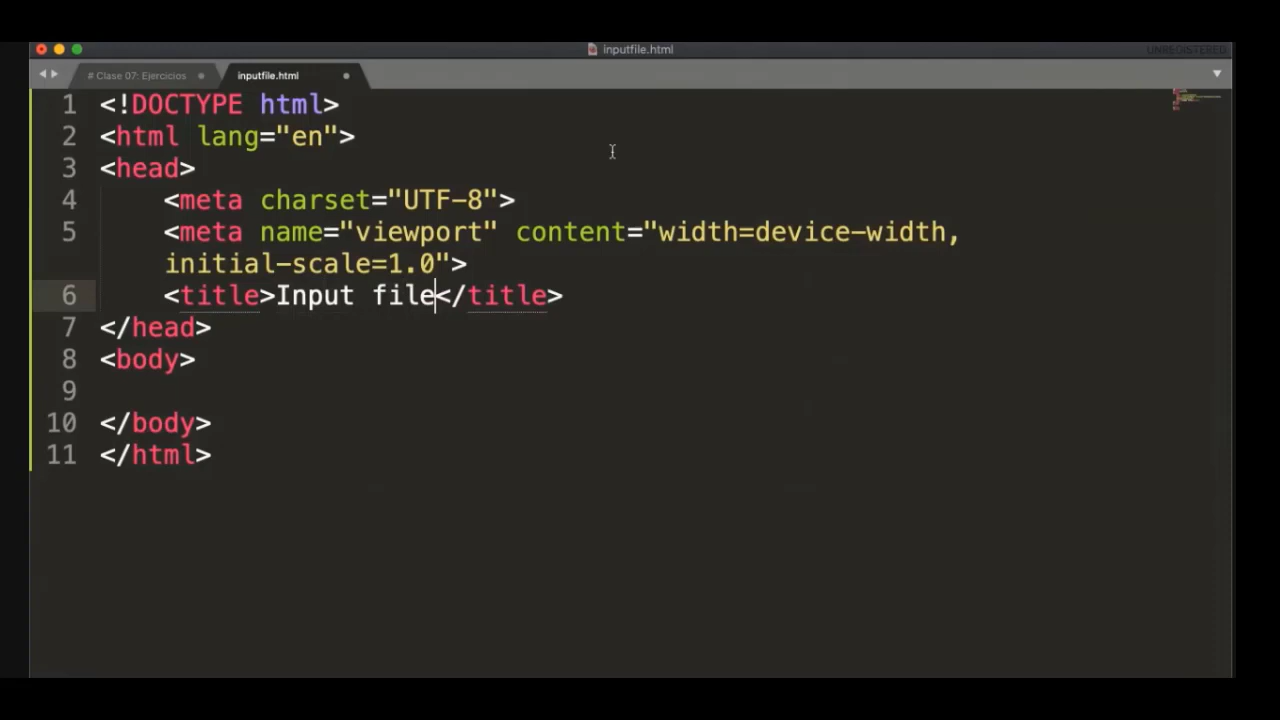 inputfile.html
UNREGISTERED
# Clase 07: Ejercicios
inputfile.html
1 <!DOCTYPE html>
2 <html lang="en">
3 <head>
4 <meta charset="UTF-8">
5 <meta name="viewport" content="width=device-width,
initial-scale=1.0">
6 <title>Input file</title>
7 </head>
8 <body>
9
10 </body>
11 </html>